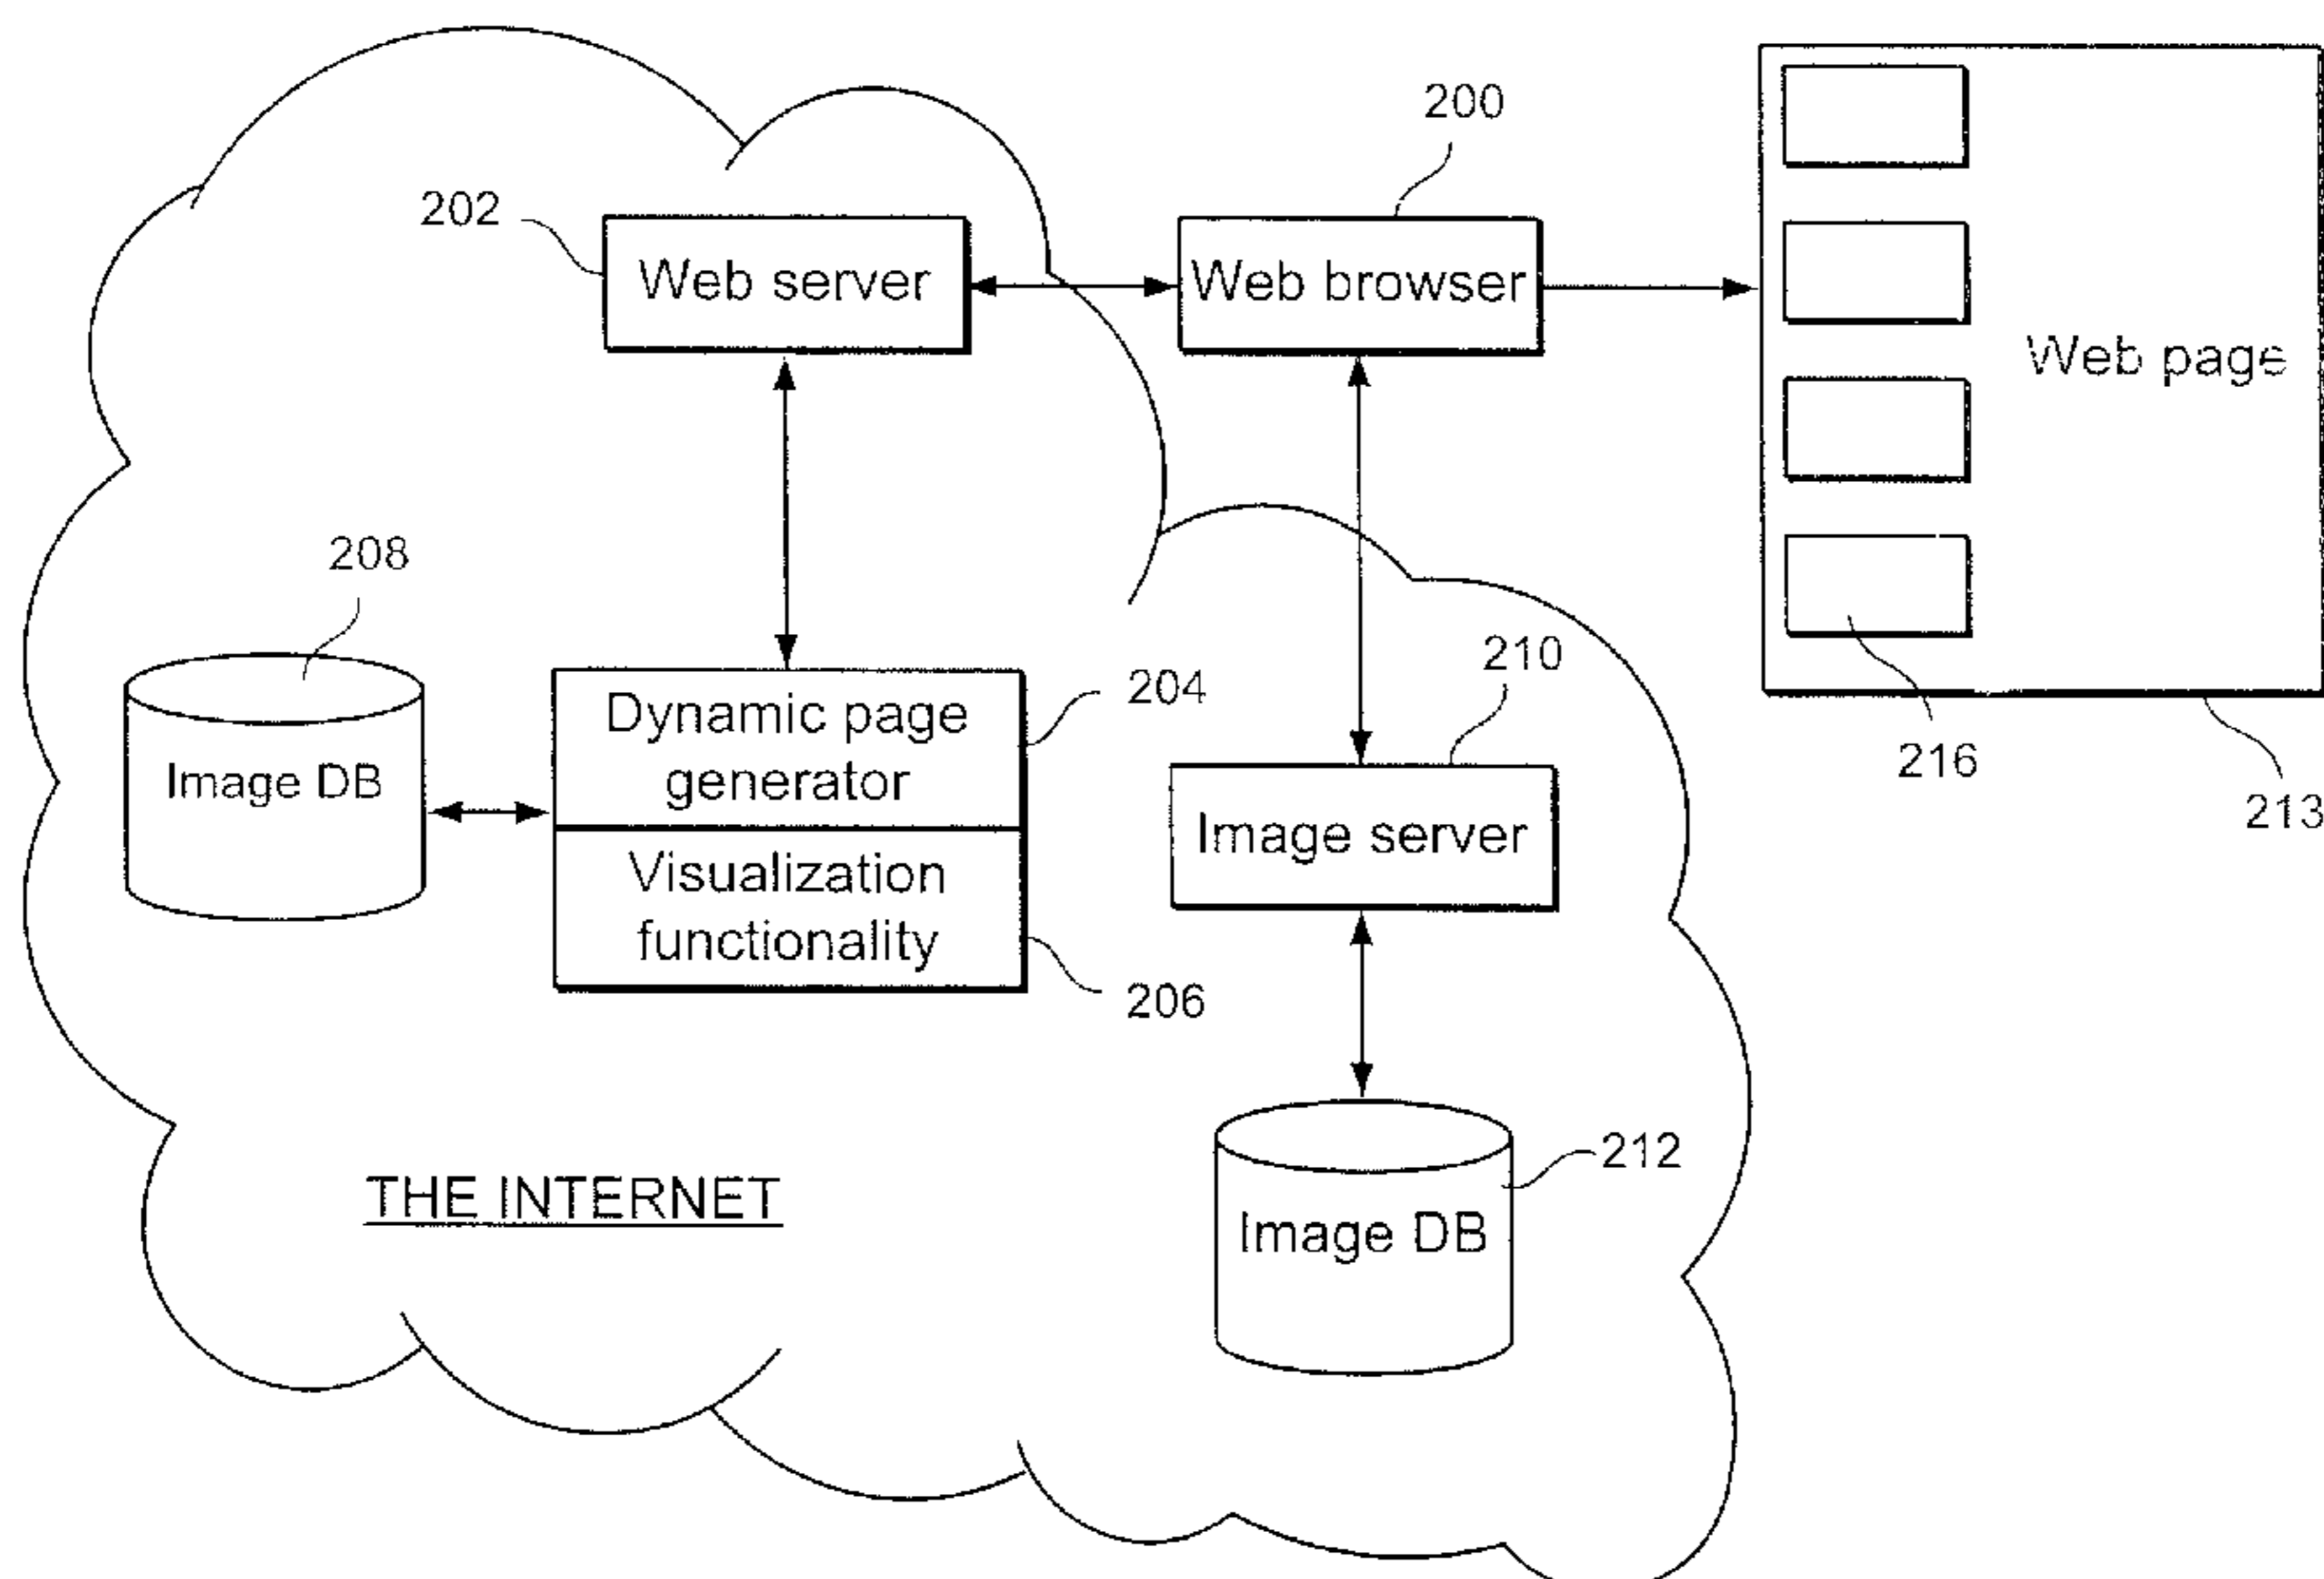 200
202
Web server
Web browser
Web page
208
210
204
Dynamic page
generator
216
Image DB
213
Image server
Visualization
functionality
206
212
THE INTERNET
Image DB